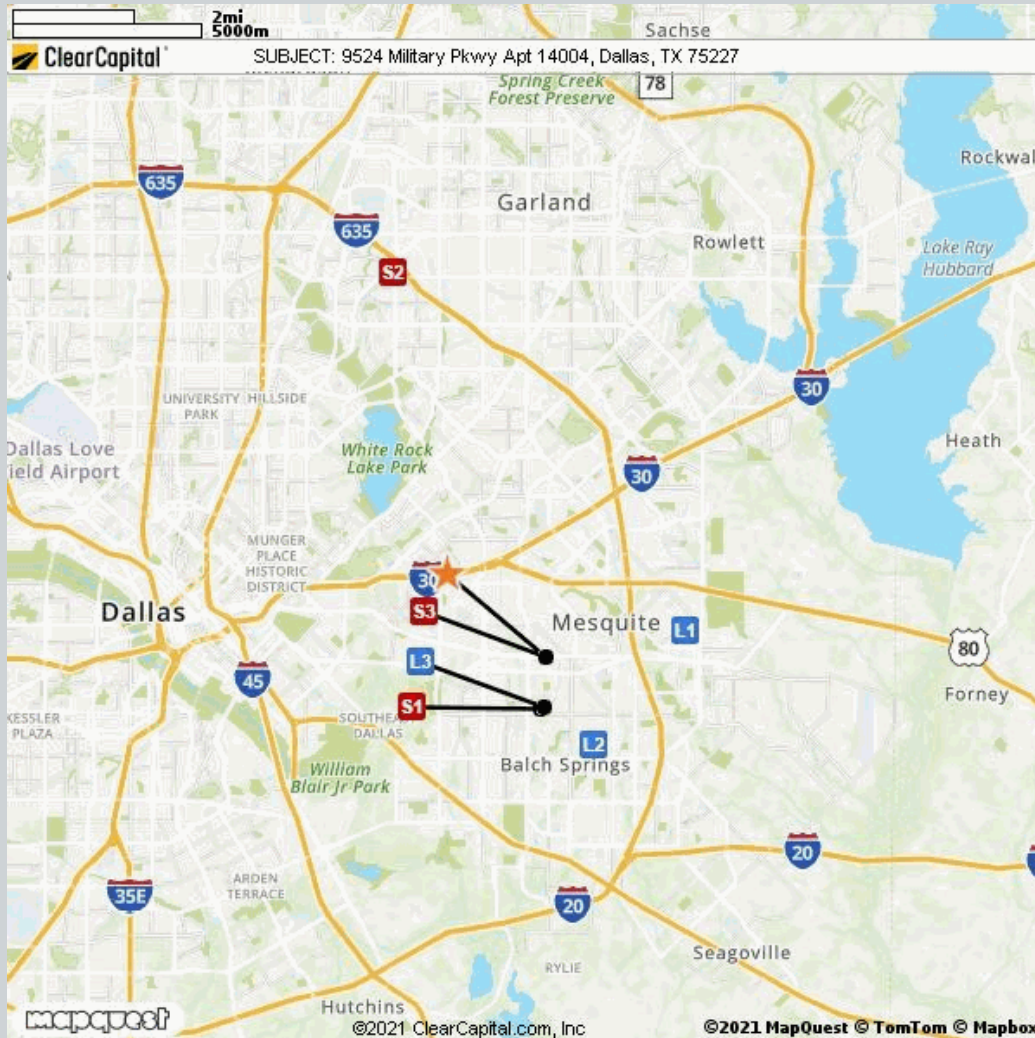 2mi
5000m
Sachse
ClearCapital
SUBJECT: 9524 Military Pkwy Apt 14004, Dallas, TX 75227
Spring Creek
Forest Preserve
78
Rockwal
635
Garland
635
Rowlett
Lake Ray
Hubbard
S2
30
UNIVERSITY
PARK
HILLSIDE
Dallas Love
ield Airport
White Rock
Lake Park
Heath
30
MUNGER
PLACE
HISTORIC
DISTRICT
30
Dallas
S3
Mesquite
L1
L3
80
45
Forney
KESSLER
PLAZA
S1
SOUTHEA
DALLAS
L2
Balch Springs
William
Blair Jr Park
20
ARDEN
TERRACE
35E
20
Seagoville
RYLIE
Hutchins
mapquest
©2021 ClearCapital.com, Inc
©2021 MapQuest © TomTom © Mapbox